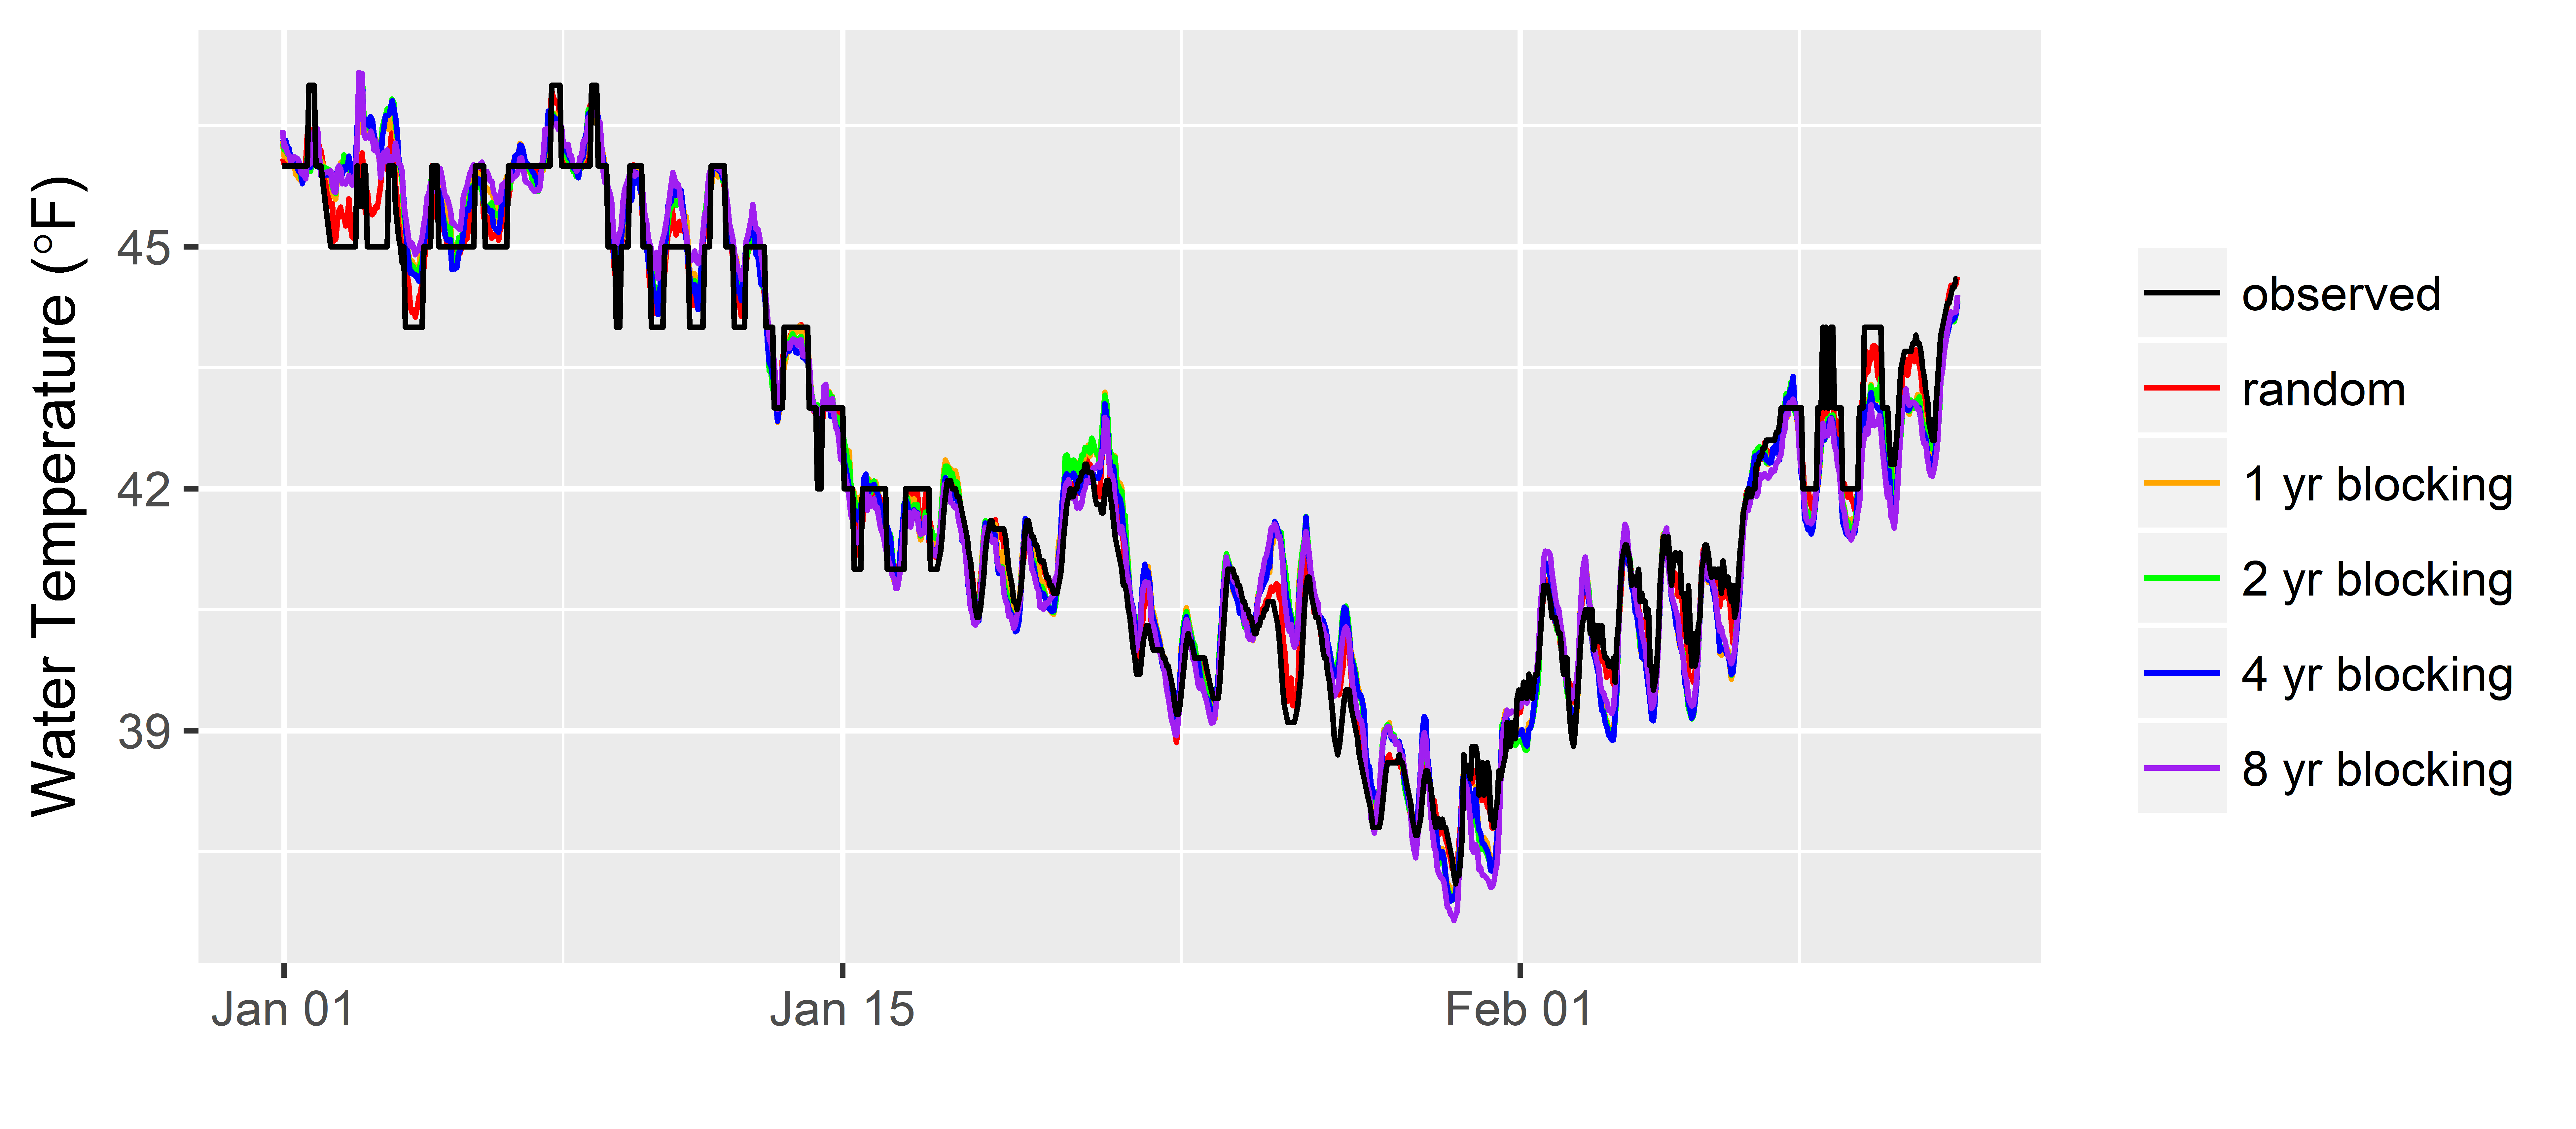 Water Temperature (°F)
45
42
39
Jan 01
Jan 15
Feb 01
observed
random
1 yr blocking
2 yr blocking
4 yr blocking
8 yr blocking